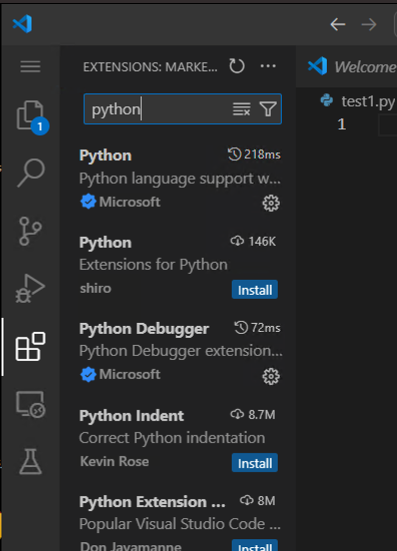 EXTENSIONS: MARKE...
Welcome
python
test1.py
1
1
Python 218ms
Python language support w...
Microsoft
Python 146K
Extensions for Python
shiro Install
Python Debugger 72ms
Python Debugger extension...
Microsoft
Python Indent 8.7M
Correct Python indentation
Kevin Rose Install
Python Extension ... 8M
Popular Visual Studio Code ...
Don Jayamanne Install